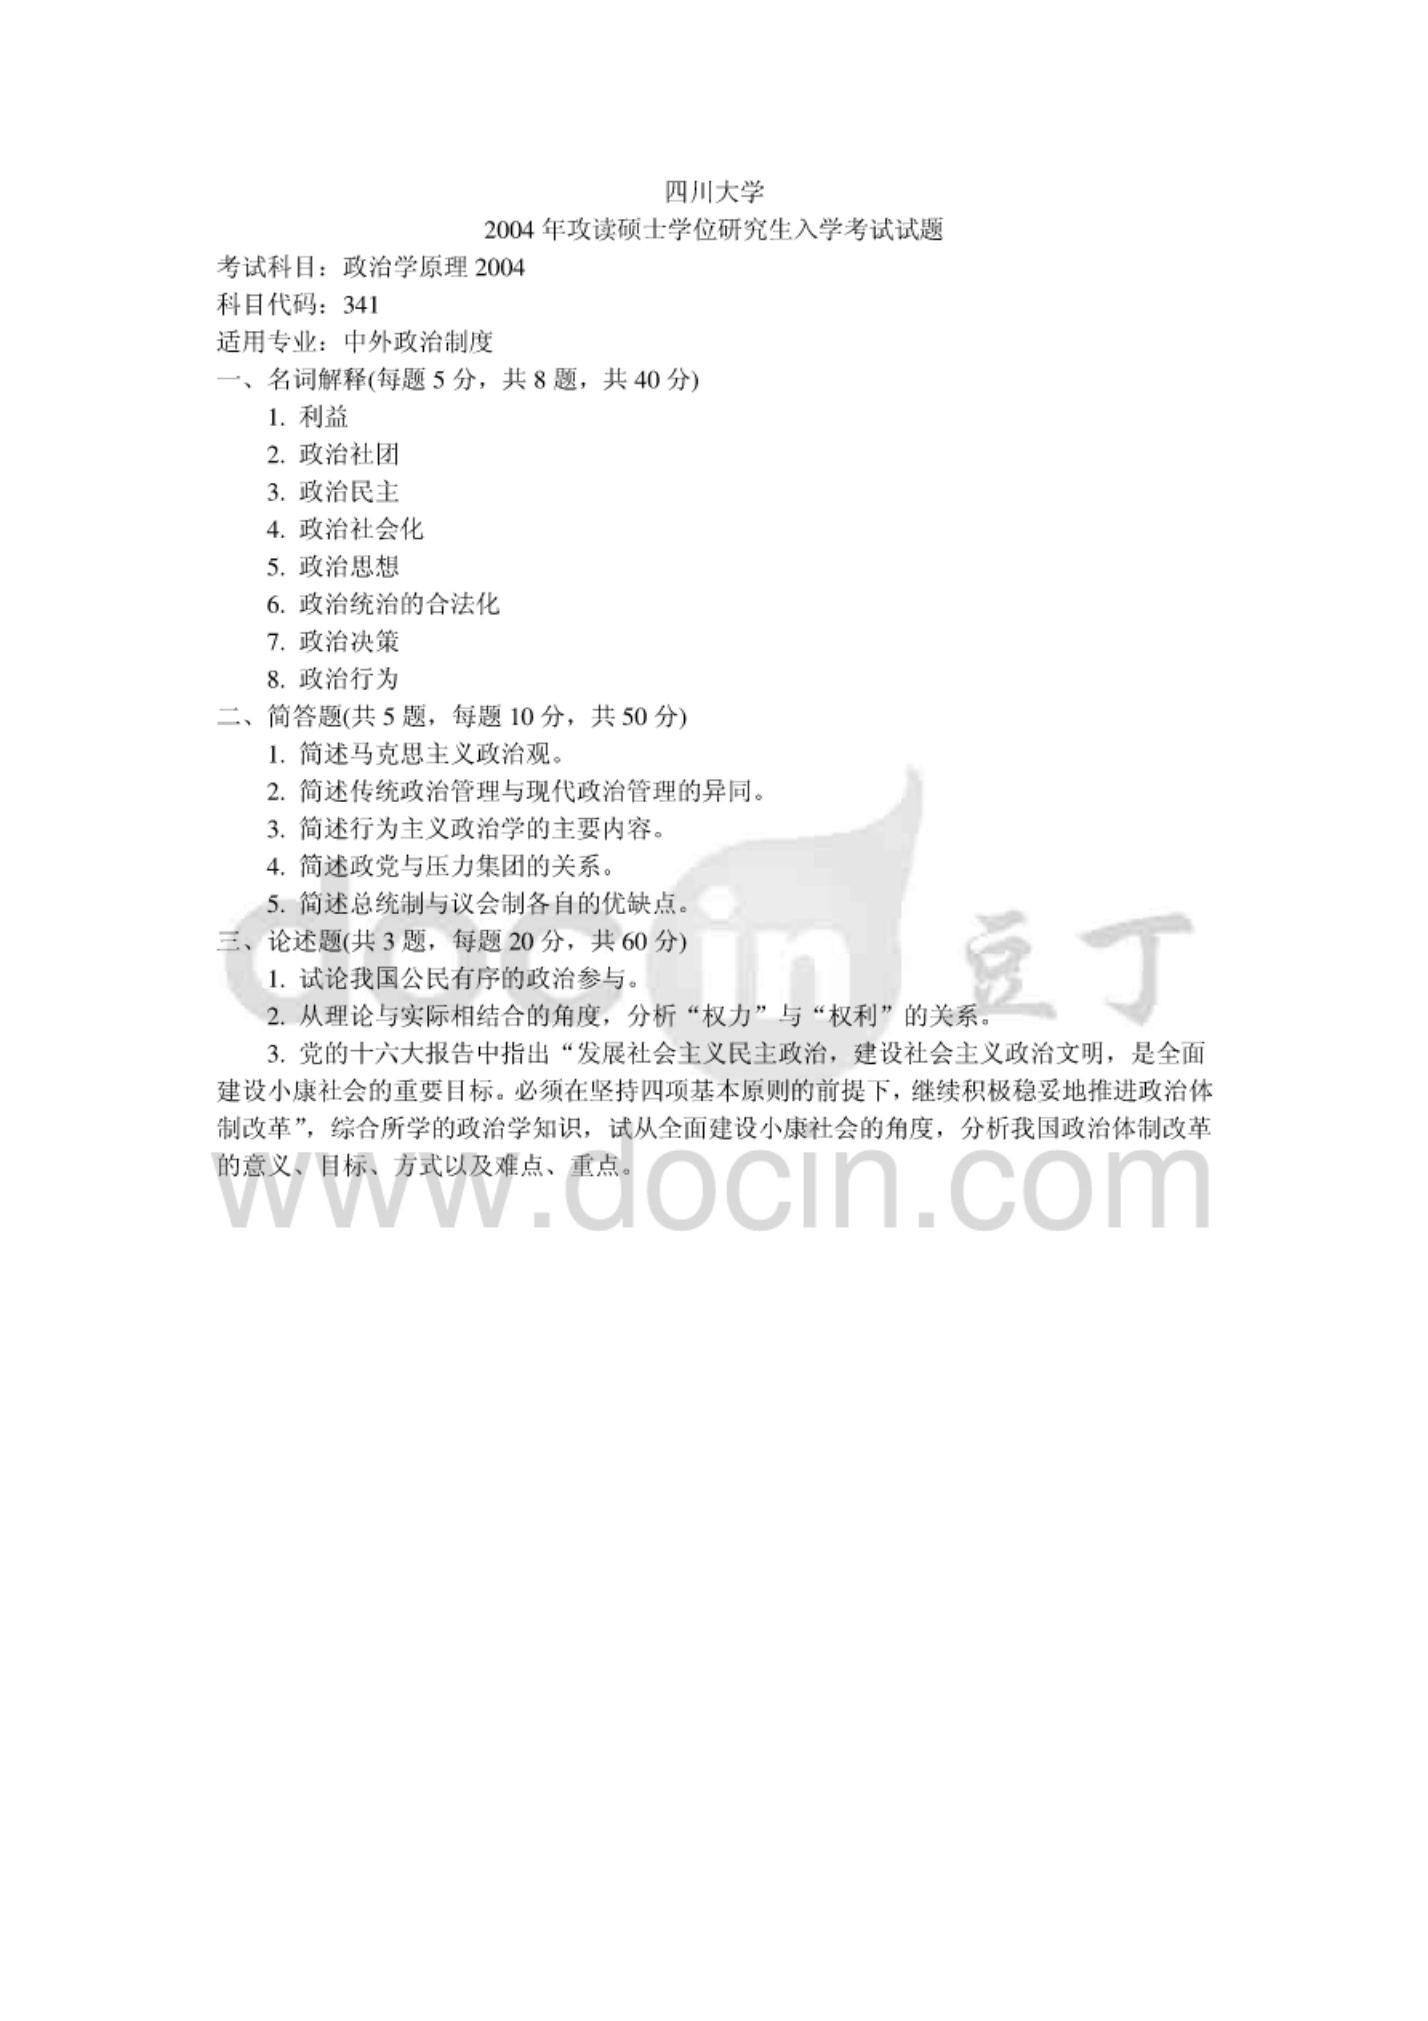 四川大学
2004 年攻读硕士学位研究生入学考试试题
考试科目：政治学原理 2004
科目代码：341
适用专业：中外政治制度
一、名词解释(每题 5 分，共 8 题，共 40 分)
1. 利益
2. 政治社团
3. 政治民主
4. 政治社会化
5. 政治思想
6. 政治统治的合法化
7. 政治决策
8. 政治行为
二、简答题(共 5 题，每题 10 分，共 50 分)
1. 简述马克思主义政治观。
2. 简述传统政治管理与现代政治管理的异同。
3. 简述行为主义政治学的主要内容。
4. 简述政党与压力集团的关系。
5. 简述总统制与议会制各自的优缺点。
三、论述题(共 3 题，每题 20 分，共 60 分)
1. 试论我国公民有序的政治参与。
2. 从理论与实际相结合的角度，分析“权力”与“权利”的关系。
3. 党的十六大报告中指出“发展社会主义民主政治，建设社会主义政治文明，是全面
建设小康社会的重要目标。必须在坚持四项基本原则的前提下，继续积极稳妥地推进政治体
制改革”，综合所学的政治学知识，试从全面建设小康社会的角度，分析我国政治体制改革
的意义、目标、方式以及难点、重点。
docin 豆丁
www.docin.com